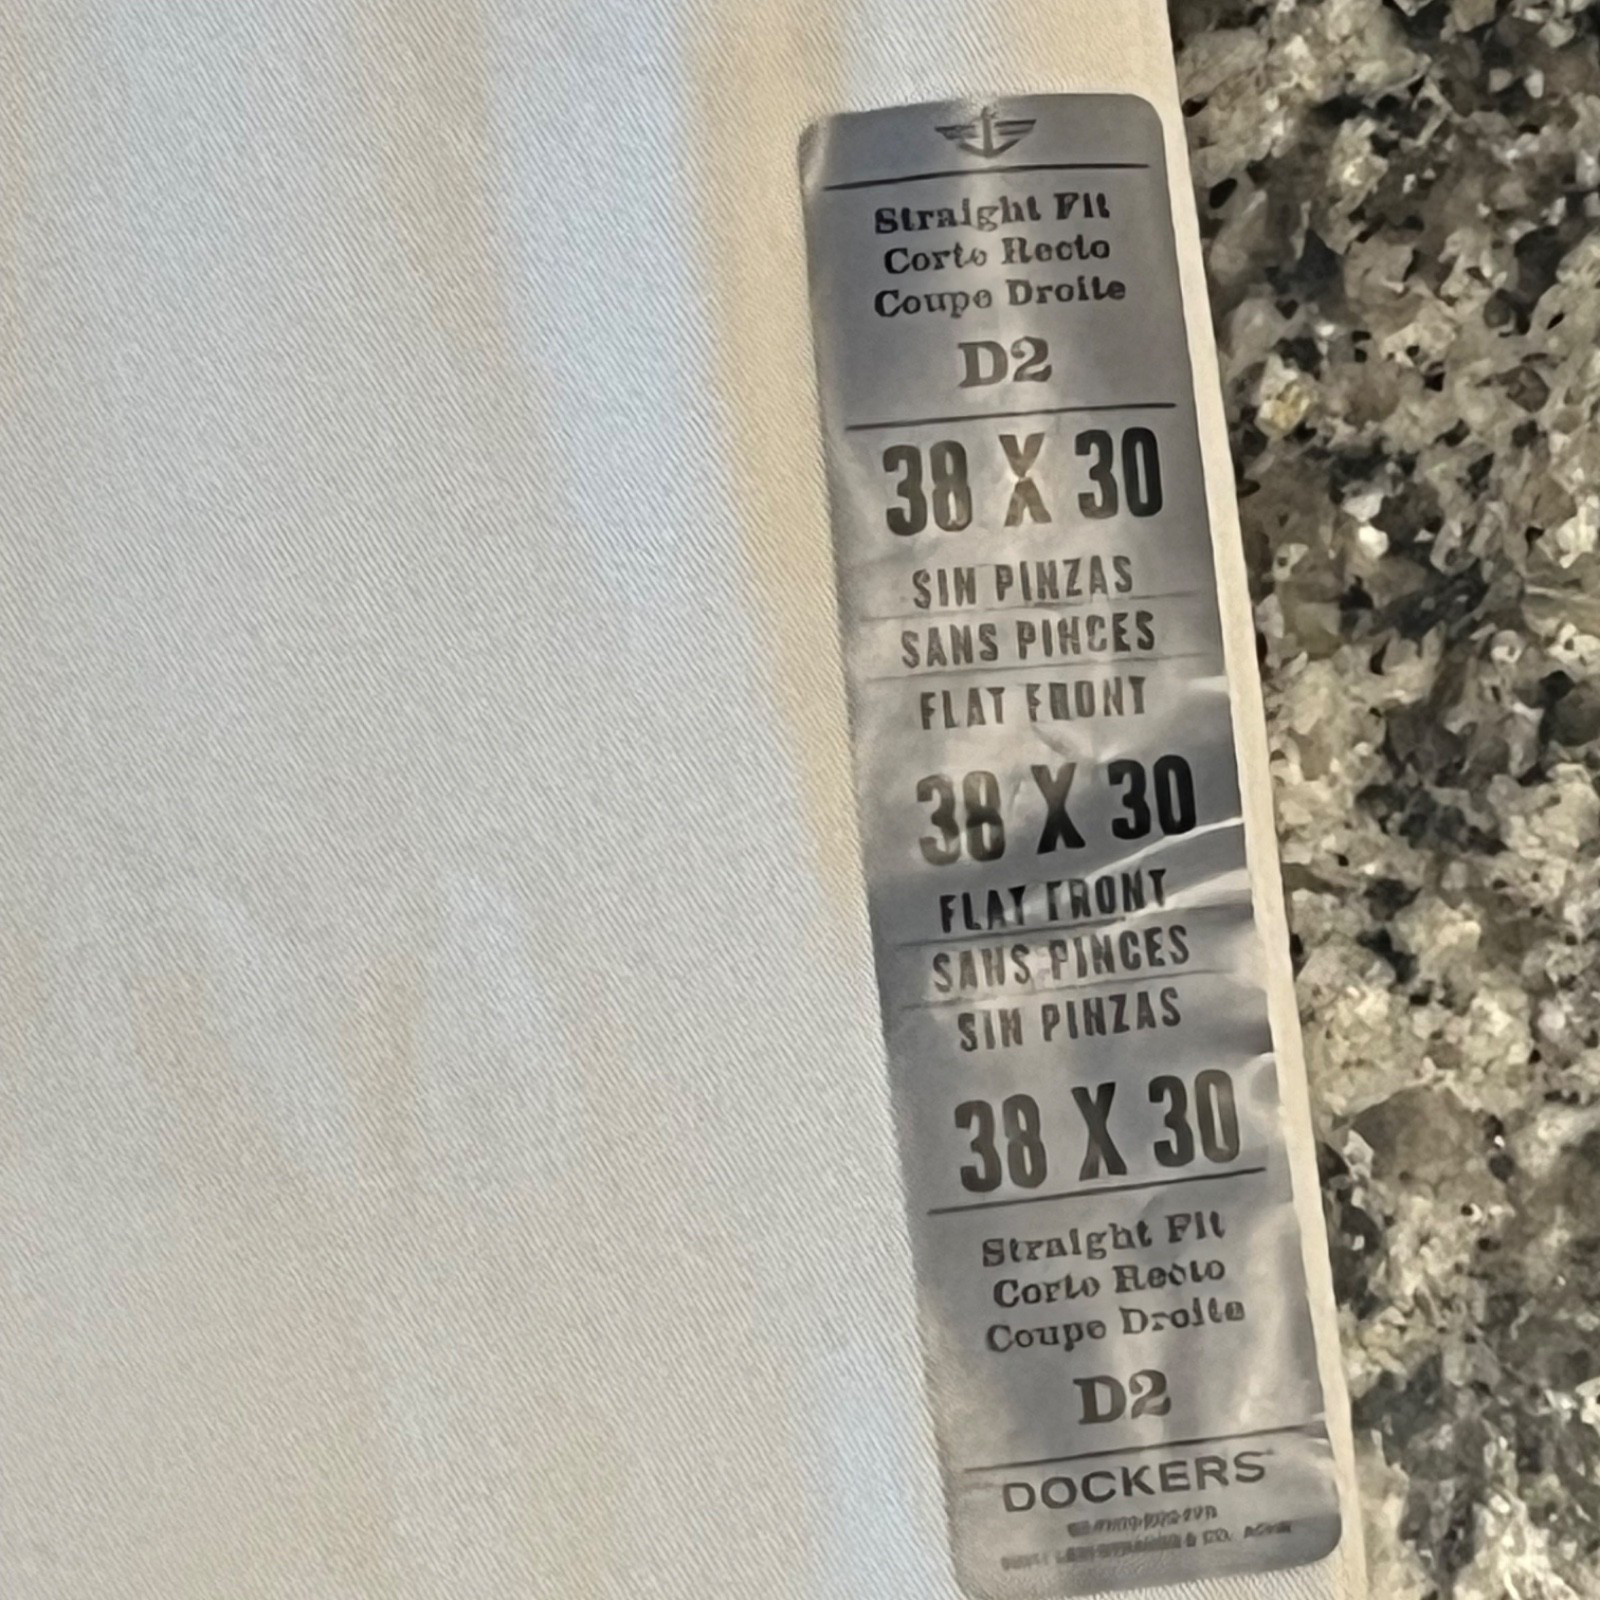 Straight Fit
Corte Recto
Coupe Droite
D2
38 X 30
SIN PINZAS
SANS PINCES
FLAT FRONT
38 X 30
FLAT FRONT
SANS PINCES
SIN PINZAS
38 X 30
Straight Fit
Corte Recto
Coupe Droite
D2
DOCKERS
& CO.